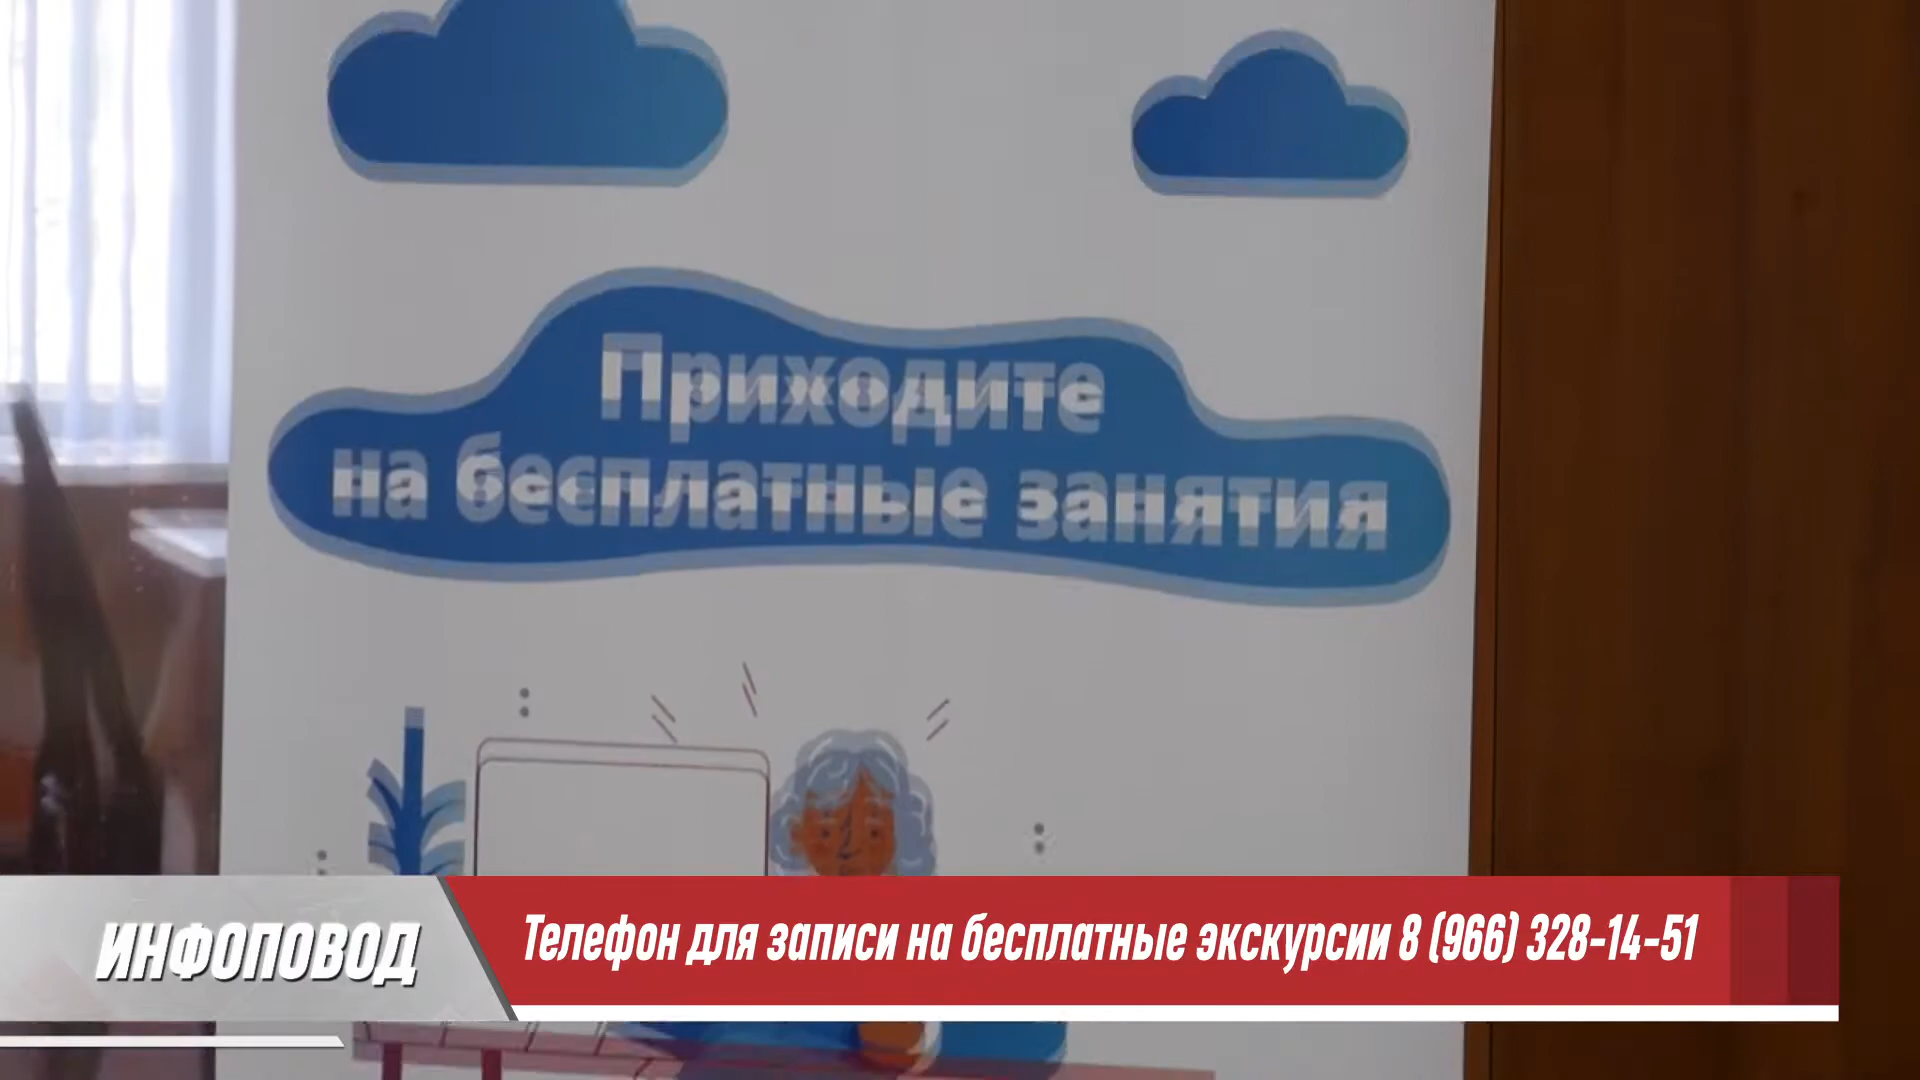 Приходите
на бесплатные занятия
ИНФОПОВОД
Телефон для записи на бесплатные экскурсии 8 (966) 328-14-51